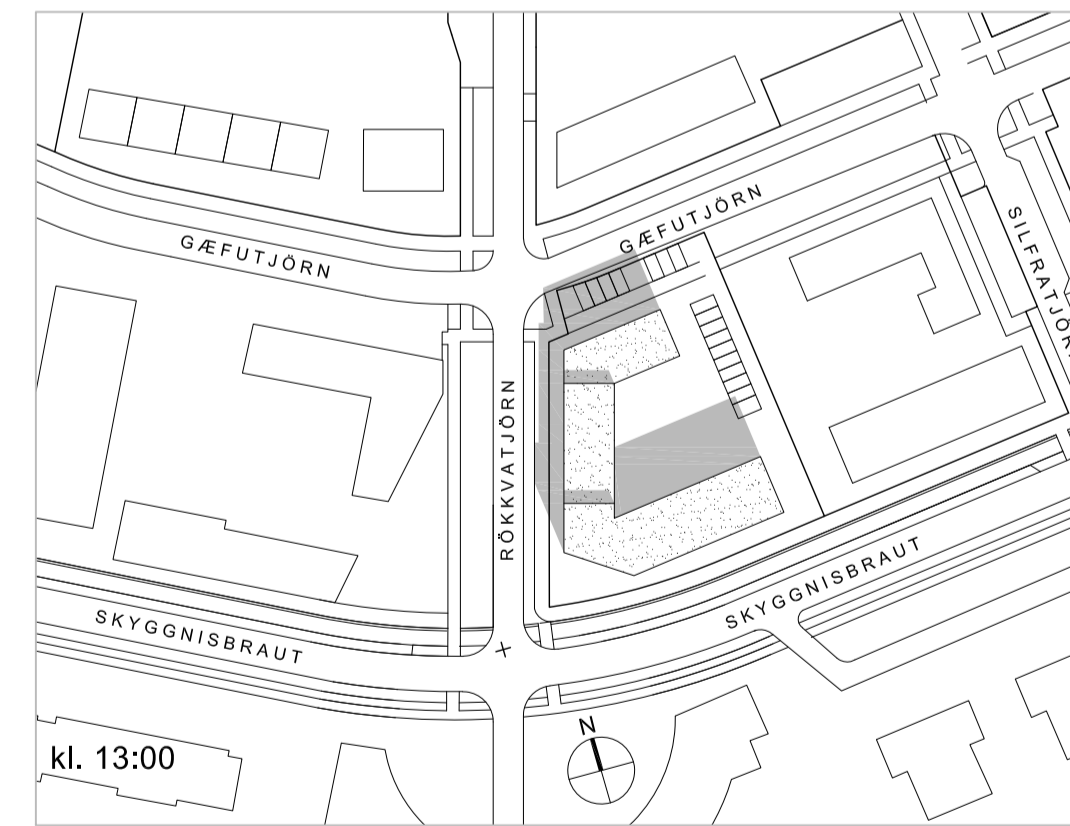 GÆFUTJÖRN
GÆFUTJÖRN
SILFRATJÖRN
RÖKKVATJÖRN
SKYGGNISBRAUT
SKYGGNISBRAUT
N
kl. 13:00